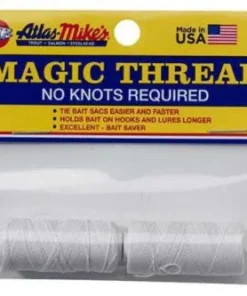 Atlas-Mike's
TROUT - SALMON - STEELHEAD
Made in
USA
MAGIC THREAD
NO KNOTS REQUIRED
• TIE BAIT SACS EASIER AND FASTER
• HOLDS BAIT ON HOOKS AND LURES LONGER
• EXCELLENT - BAIT SAVER